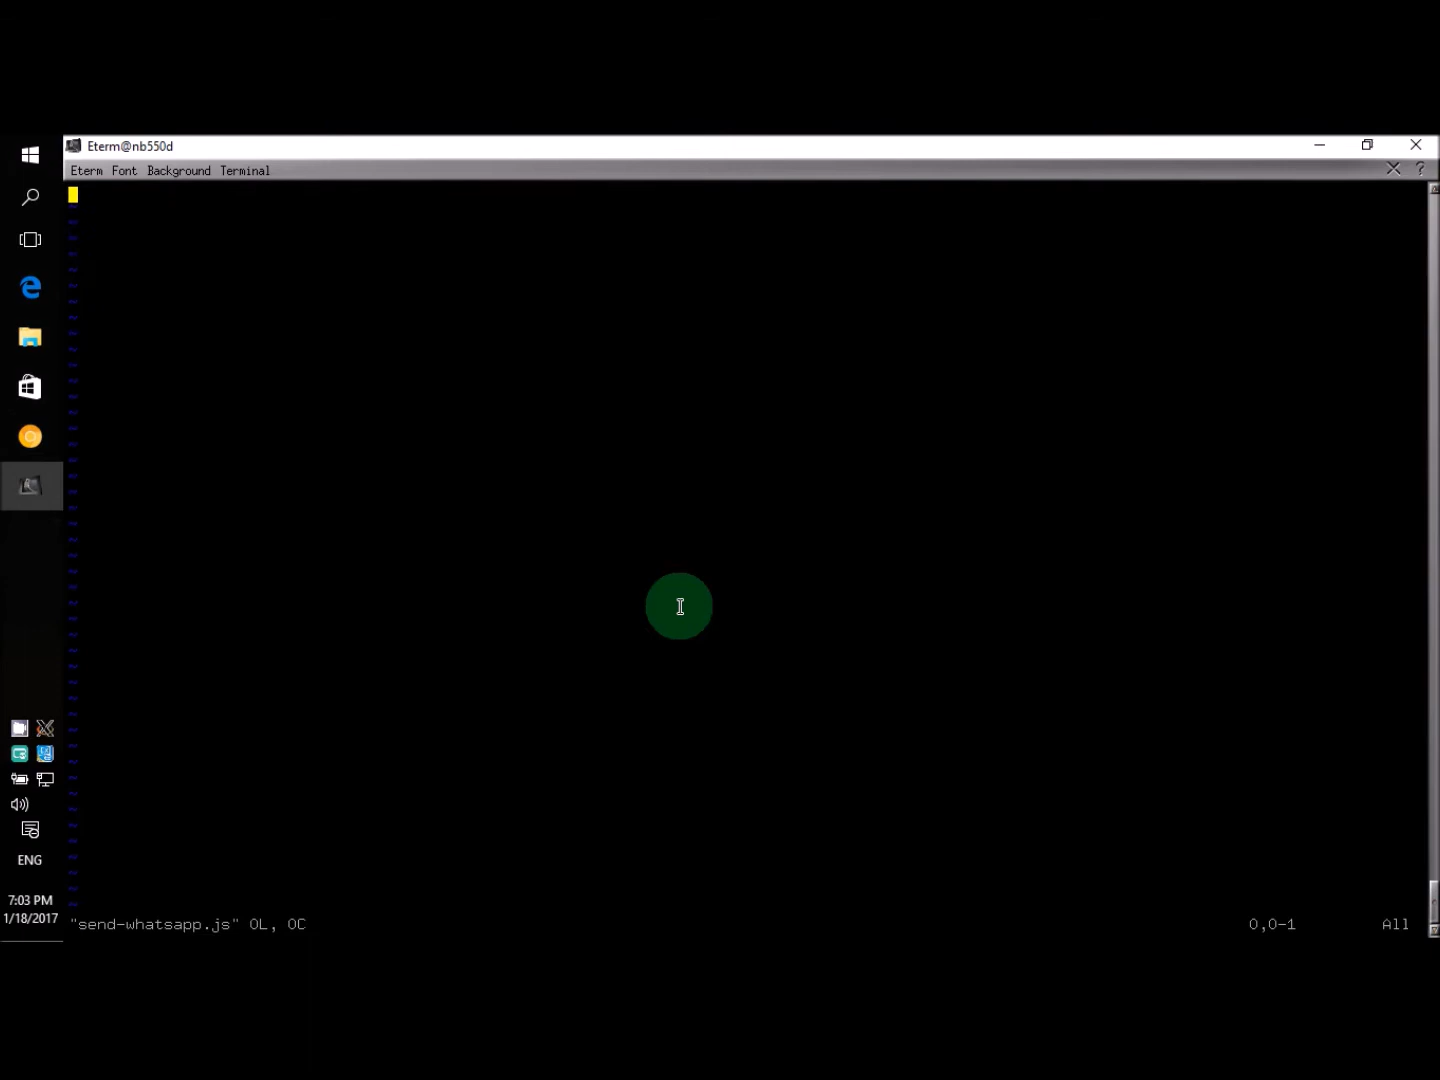 Eterm@nb550d
Eterm Font Background Terminal
"send-whatsapp.js" 0L, 0C
0,0-1
All
ENG
7:03 PM
1/18/2017